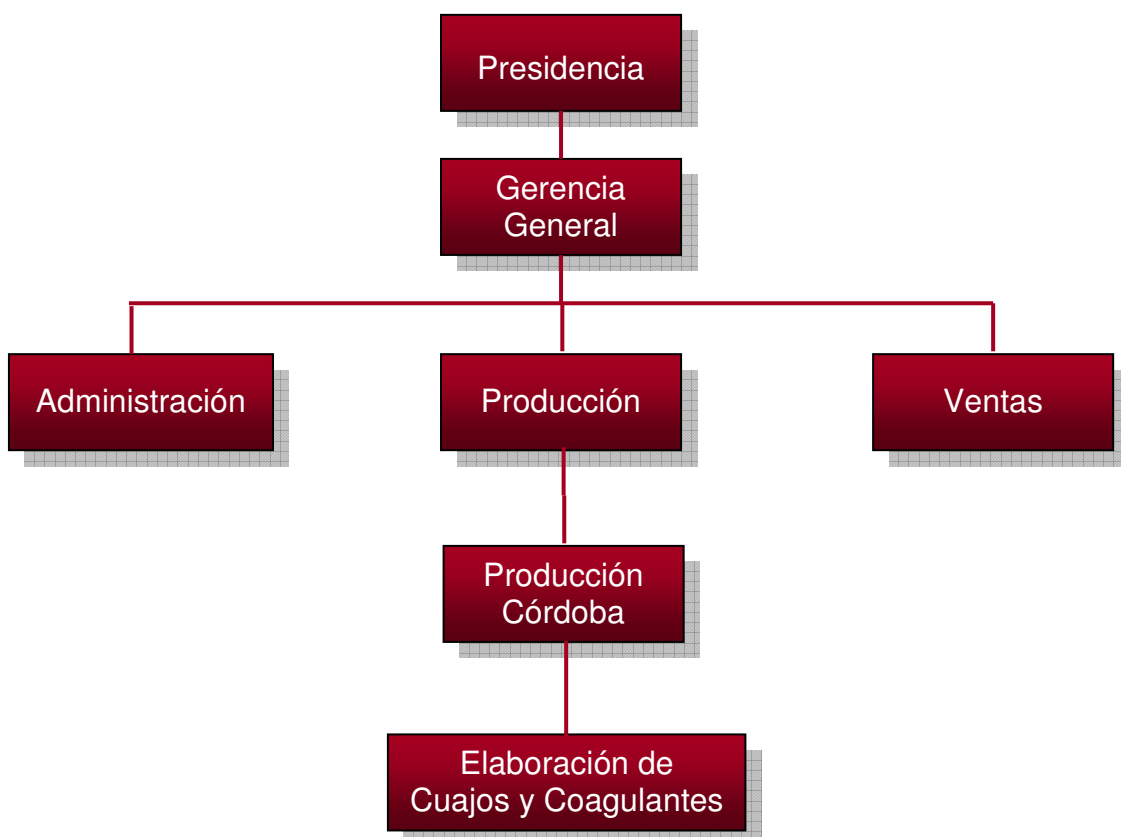 Presidencia
Gerencia
General
Administración
Producción
Ventas
Producción
Córdoba
Elaboración de
Cuajos y Coagulantes